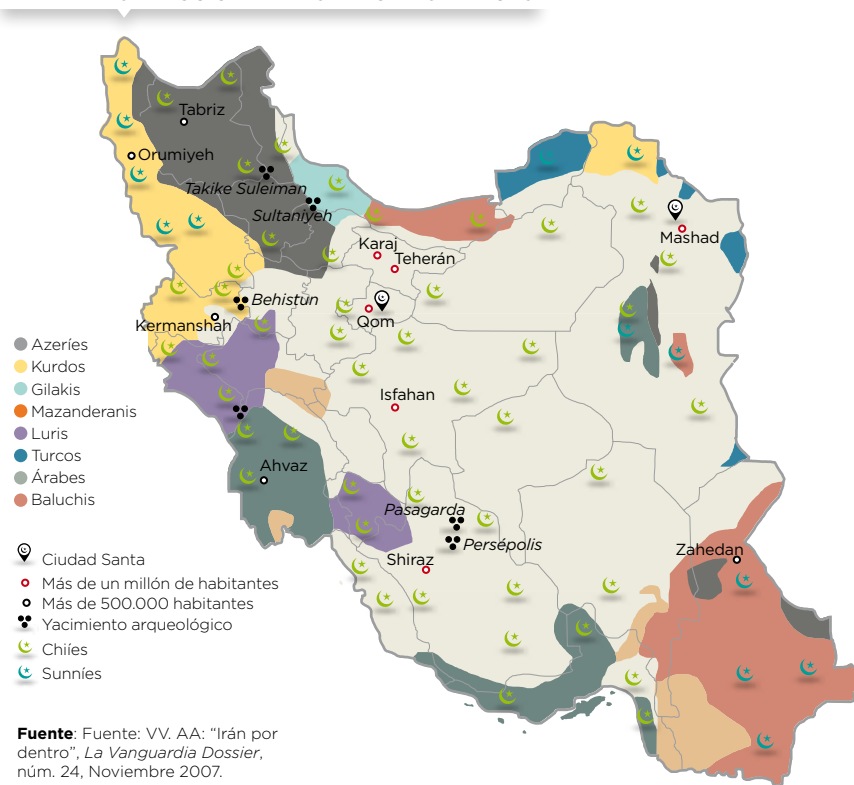 Tabriz
Orumiyeh
Takike Suleiman
Sultaniyeh
Karaj
Teherán
Mashad
Behistun
Qom
Kermanshah
Isfahan
Ahvaz
Pasagarda
Persépolis
Shiraz
Zahedan
Azeríes
Kurdos
Gilakis
Mazanderanis
Luris
Turcos
Árabes
Baluchis
Ciudad Santa
Más de un millón de habitantes
Más de 500.000 habitantes
Yacimiento arqueológico
Chiíes
Sunníes
Fuente: Fuente: VV. AA: “Irán por
dentro”, La Vanguardia Dossier,
núm. 24, Noviembre 2007.